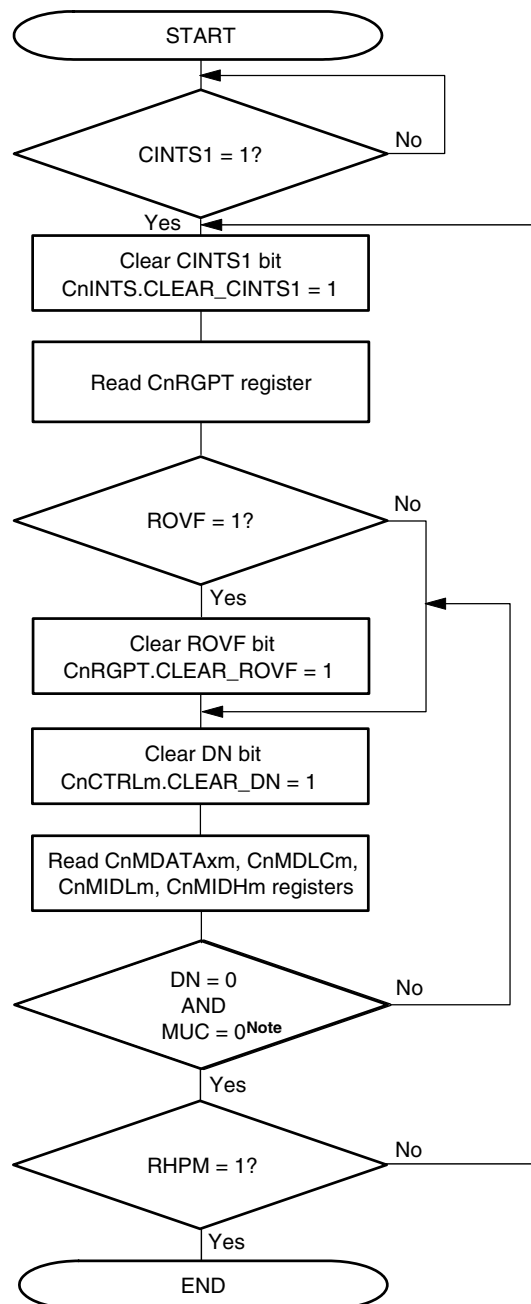 START
CINTS1 = 1?
No
Yes
Clear CINTS1 bit
CnINTS.CLEAR_CINTS1 = 1
Read CnRGPT register
ROVF = 1?
No
Yes
Clear ROVF bit
CnRGPT.CLEAR_ROVF = 1
Clear DN bit
CnCTRLm.CLEAR_DN = 1
Read CnMDATAxm, CnMDLCm,
CnMIDLm, CnMIDHm registers
DN = 0
AND
MUC = 0Note
No
Yes
RHPM = 1?
No
Yes
END